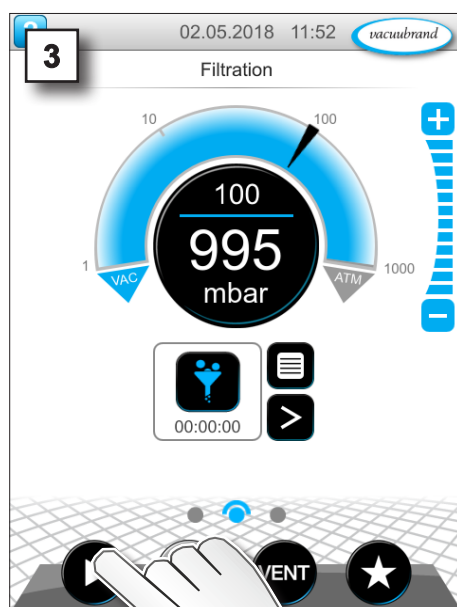 ?
3
02.05.2018 11:52
vacuubrand
Filtration
10
100
1
1000
VAC
ATM
100
995
mbar
00:00:00
VENT